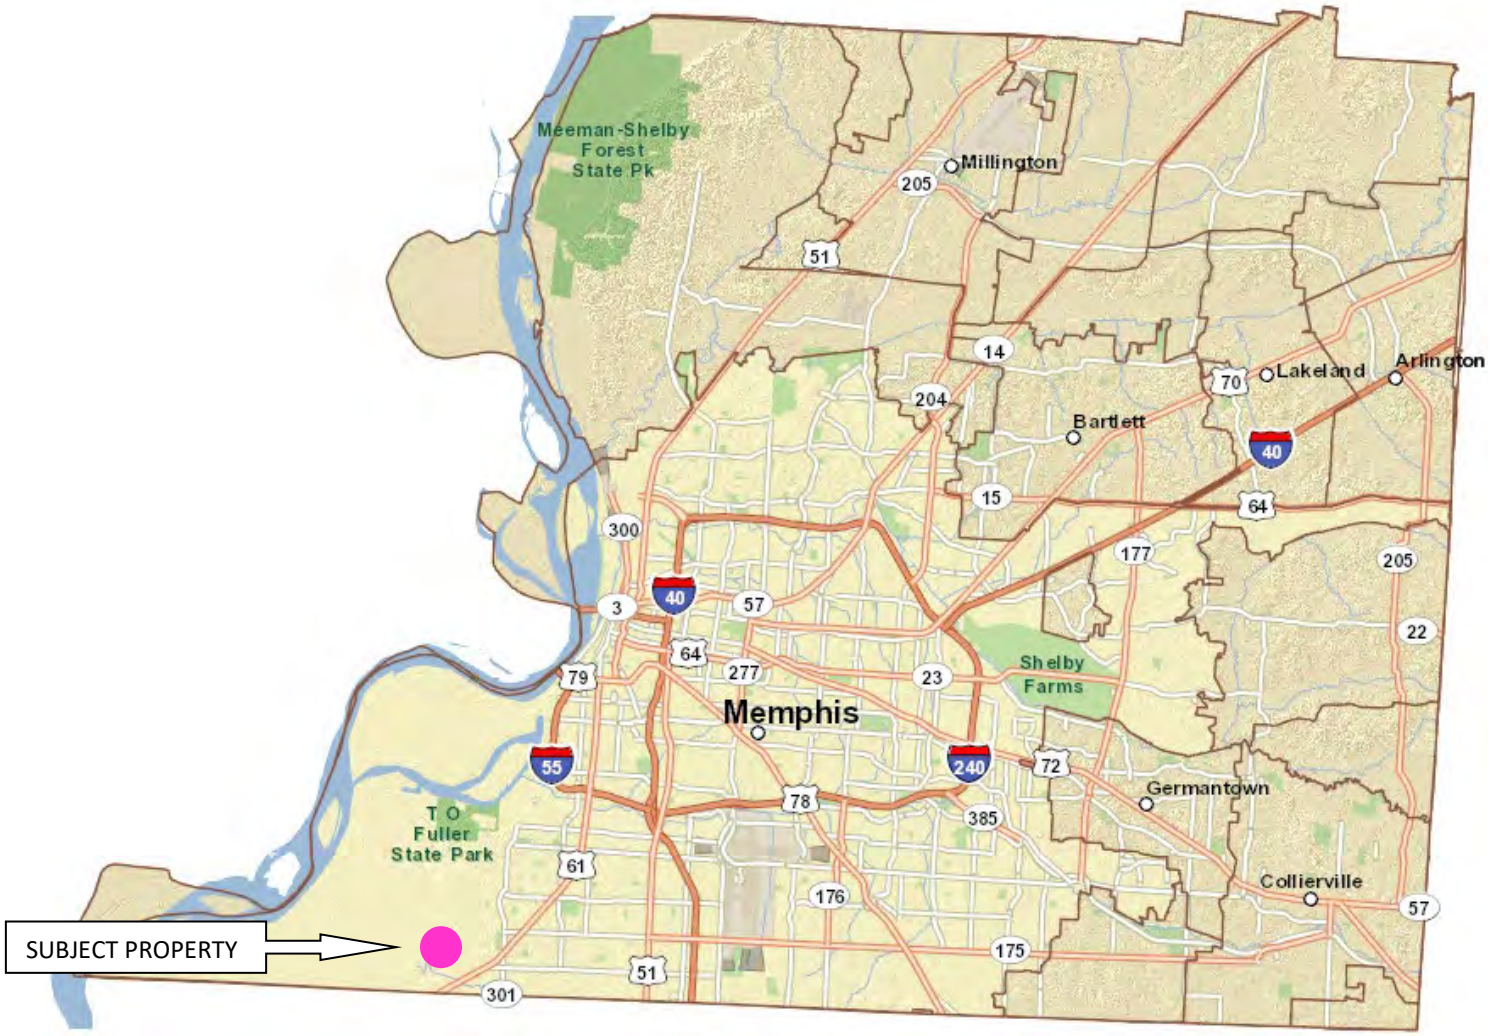 Meeman-Shelby
Forest
State Pk
Millington
205
51
14
Arlington
70
Lakeland
204
Bartlett
40
15
64
300
177
205
40
3
57
22
64
Shelby
Farms
79
277
23
Memphis
55
240
72
Germantown
78
T O
Fuller
State Park
385
61
Collierville
176
57
SUBJECT PROPERTY
175
51
301